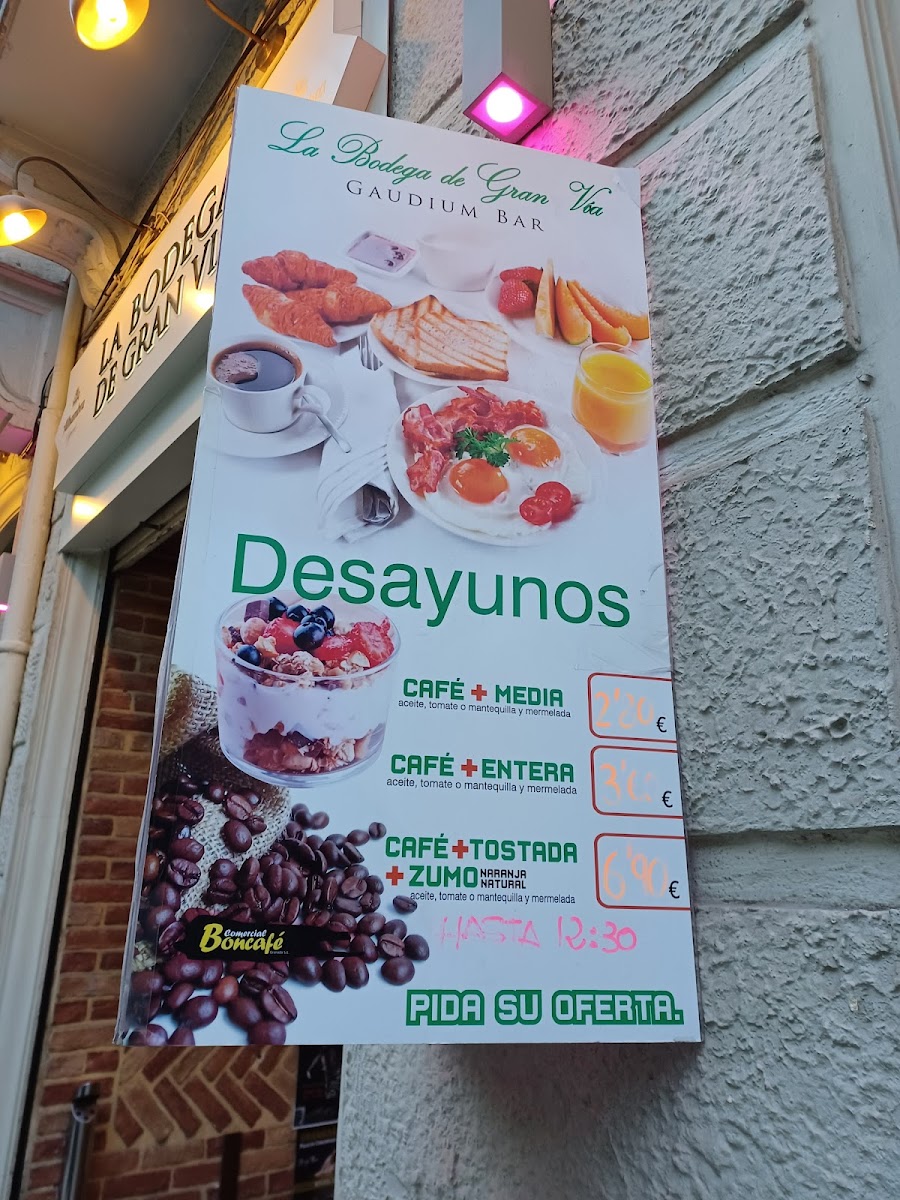 La Bodega de Gran Vía
GAUDIUM BAR
LA BODEGA
DE GRAN VI
Desayunos
CAFÉ + MEDIA
aceite, tomate o mantequilla y mermelada
2'80 €
CAFÉ + ENTERA
aceite, tomate o mantequilla y mermelada
€
CAFÉ + TOSTADA
+ ZUMO NARANJA NATURAL
aceite, tomate o mantequilla y mermelada
6'90 €
HASTA 12:30
Comercial
Boncafé
PIDA SU OFERTA.